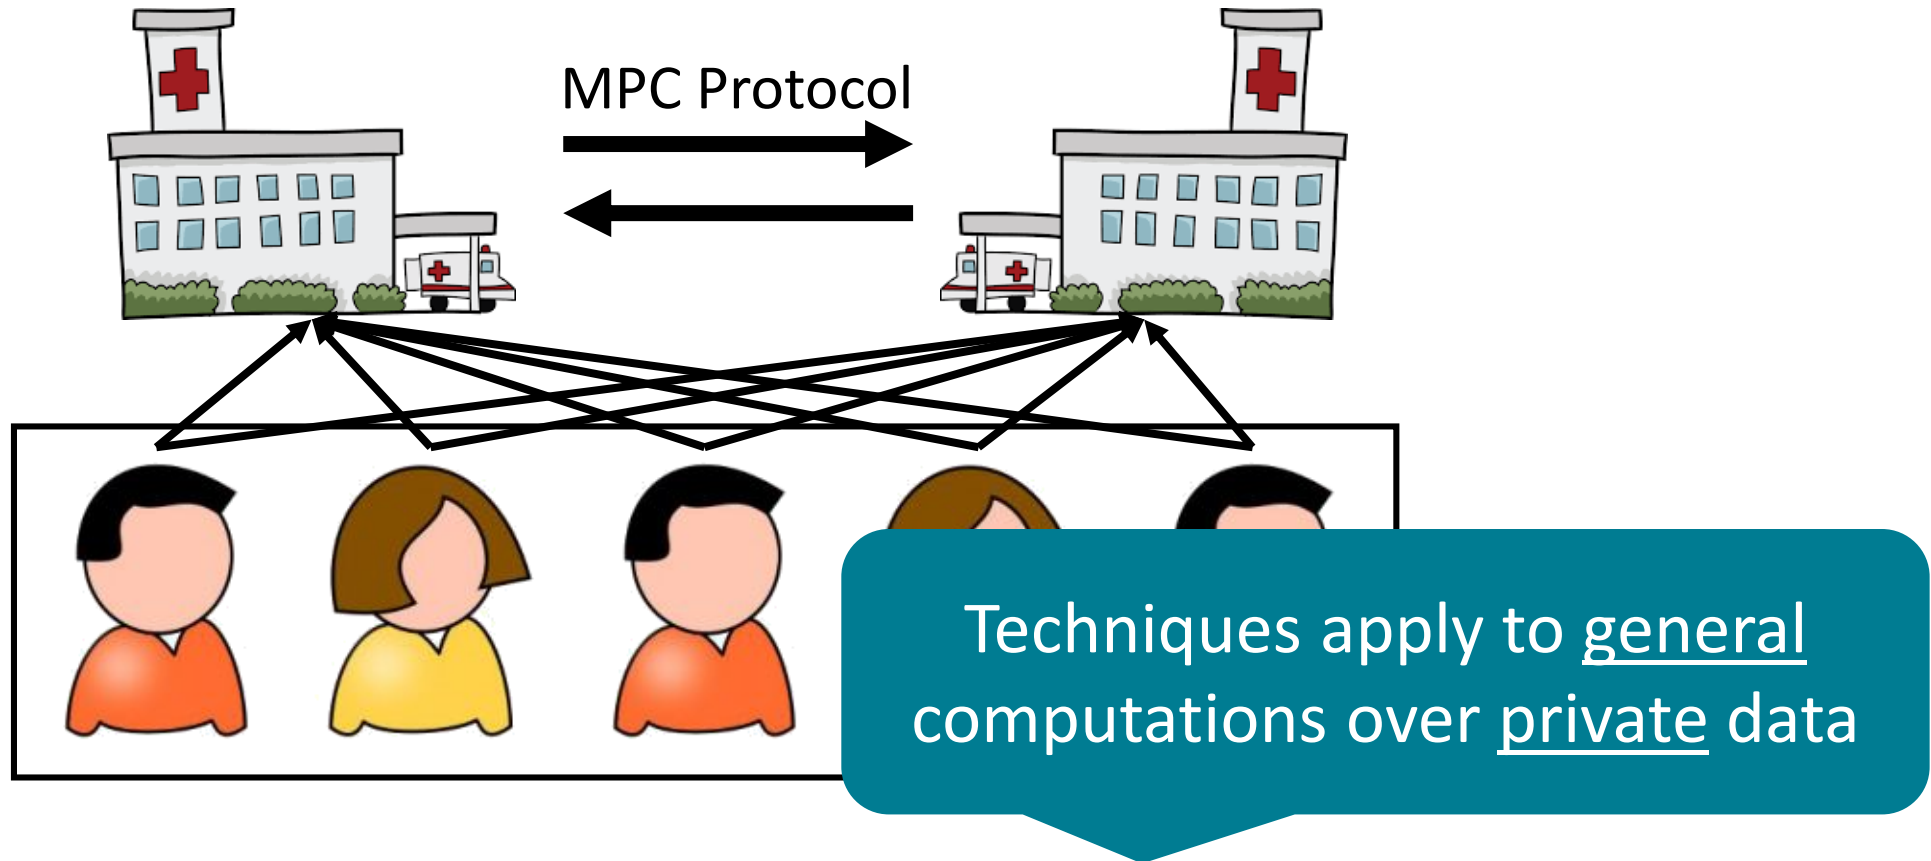 MPC Protocol
Techniques apply to general
computations over private data